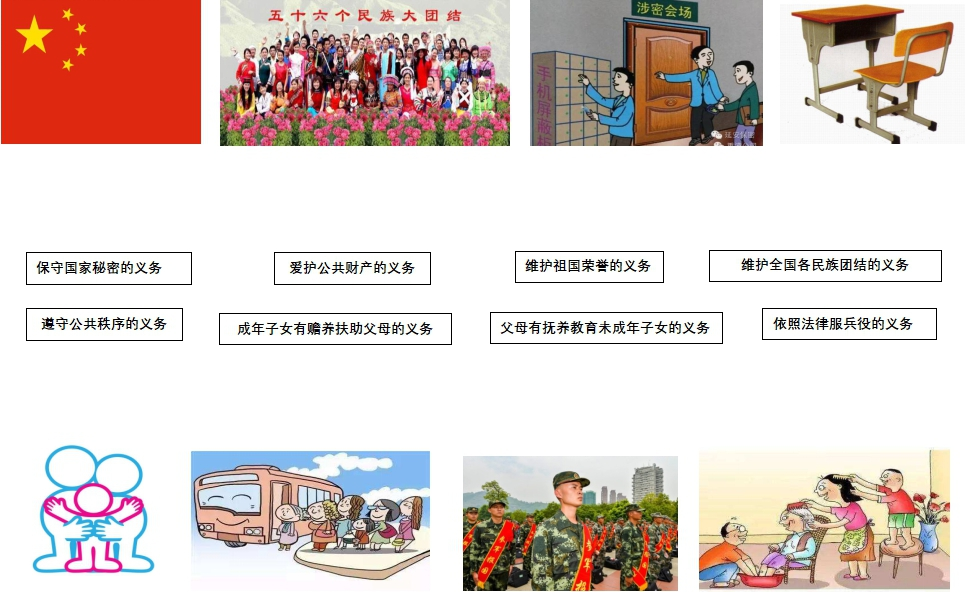 五十六个民族大团结
涉密会场
手机屏蔽柜
保守国家秘密的义务
爱护公共财产的义务
维护祖国荣誉的义务
维护全国各民族团结的义务
遵守公共秩序的义务
成年子女有赡养扶助父母的义务
父母有抚养教育未成年子女的义务
依照法律服兵役的义务